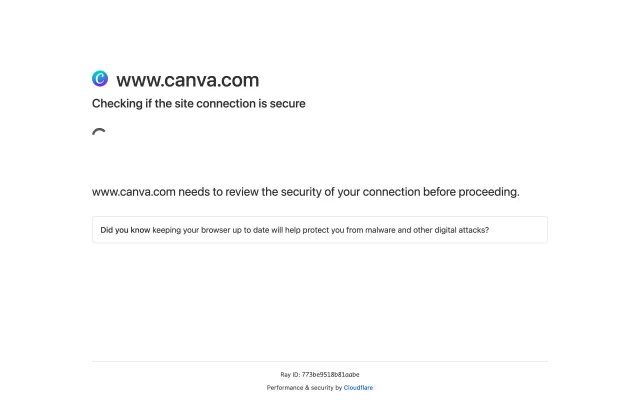 www.canva.com
Checking if the site connection is secure
www.canva.com needs to review the security of your connection before proceeding.
Did you know keeping your browser up to date will help protect you from malware and other digital attacks?
Ray ID: 773be9518b81aabe
Performance & security by Cloudflare